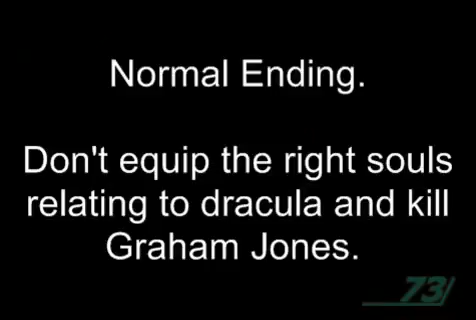 Normal Ending.
Don't equip the right souls
relating to dracula and kill
Graham Jones.
73